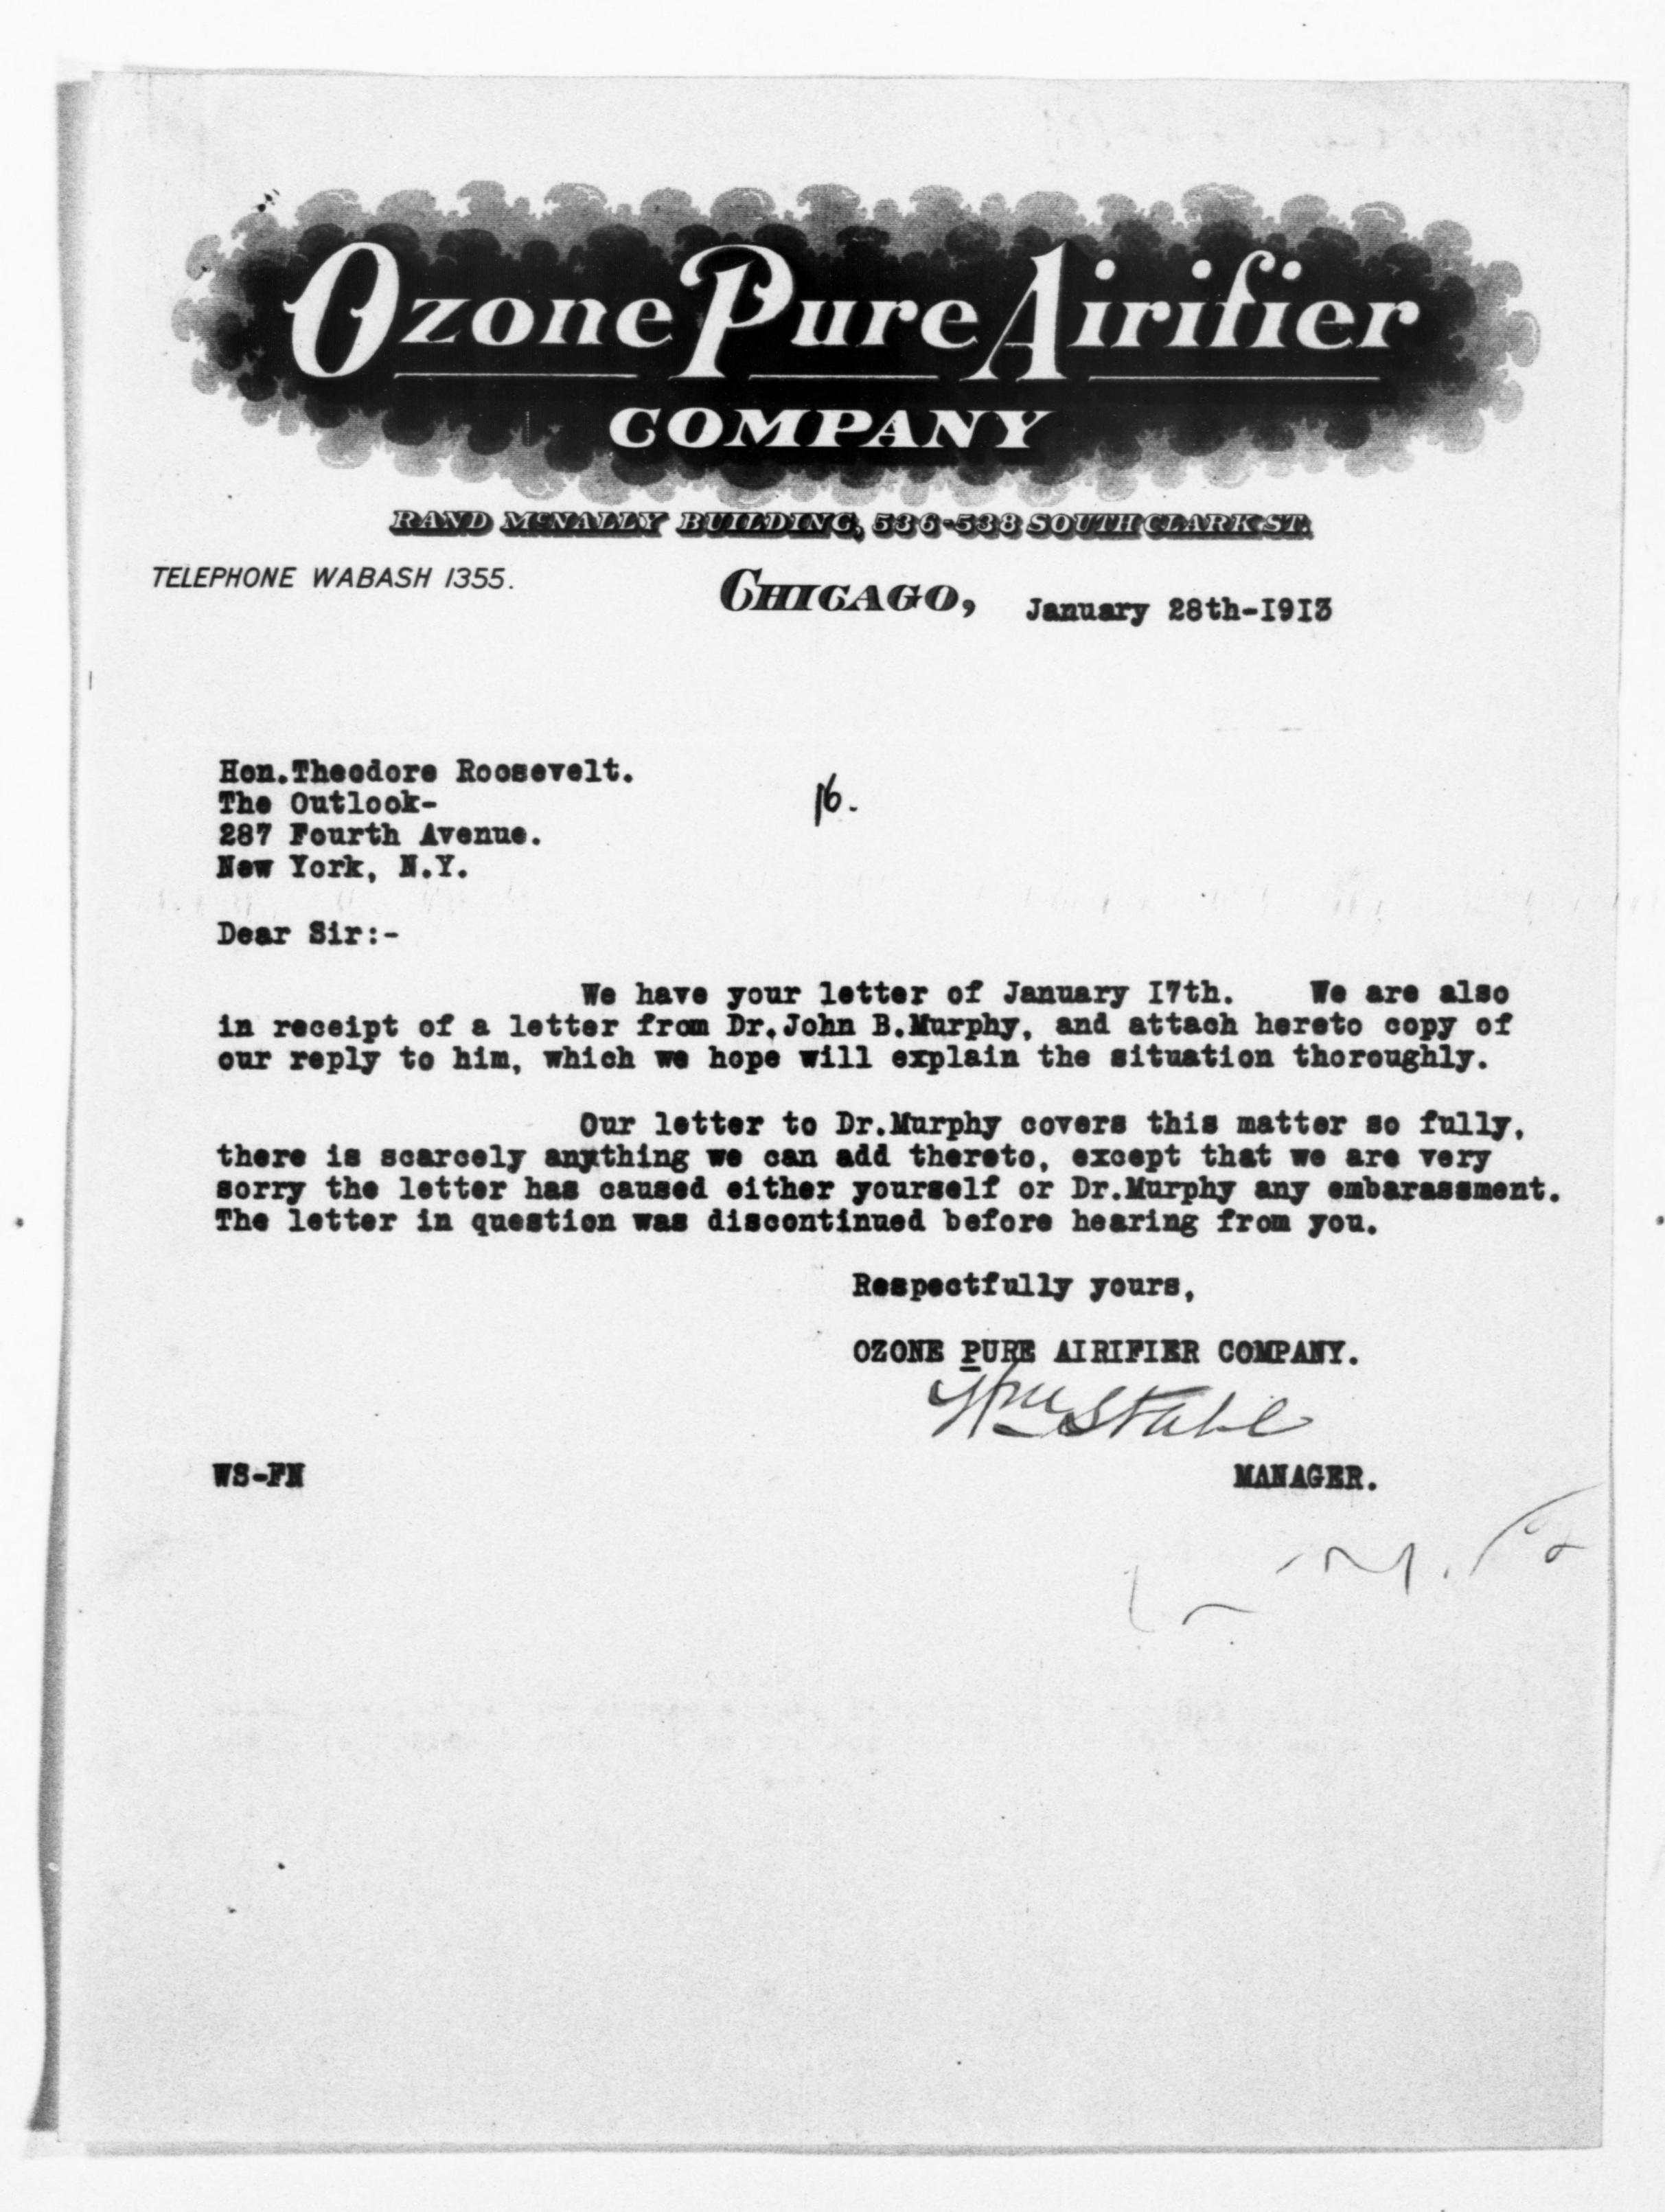 Ozone Pure Airifier
COMPANY
RAND McNALLY BUILDING, 536-538 SOUTH CLARK ST.
TELEPHONE WABASH 1355.
CHICAGO, January 28th-1913
Hon.Theodore Roosevelt.
16.
The Outlook-
287 Fourth Avenue.
New York, N.Y.
Dear Sir:-
We have your letter of January 17th. We are also
in receipt of a letter from Dr.John B.Murphy, and attach hereto copy of
our reply to him, which we hope will explain the situation thoroughly.
Our letter to Dr.Murphy covers this matter so fully,
there is scarcely anything we can add thereto, except that we are very
sorry the letter has caused either yourself or Dr.Murphy any embarassment.
The letter in question was discontinued before hearing from you.
Respectfully yours,
OZONE PURE AIRIFIER COMPANY.
Wm Stahl
WS-FN
MANAGER.